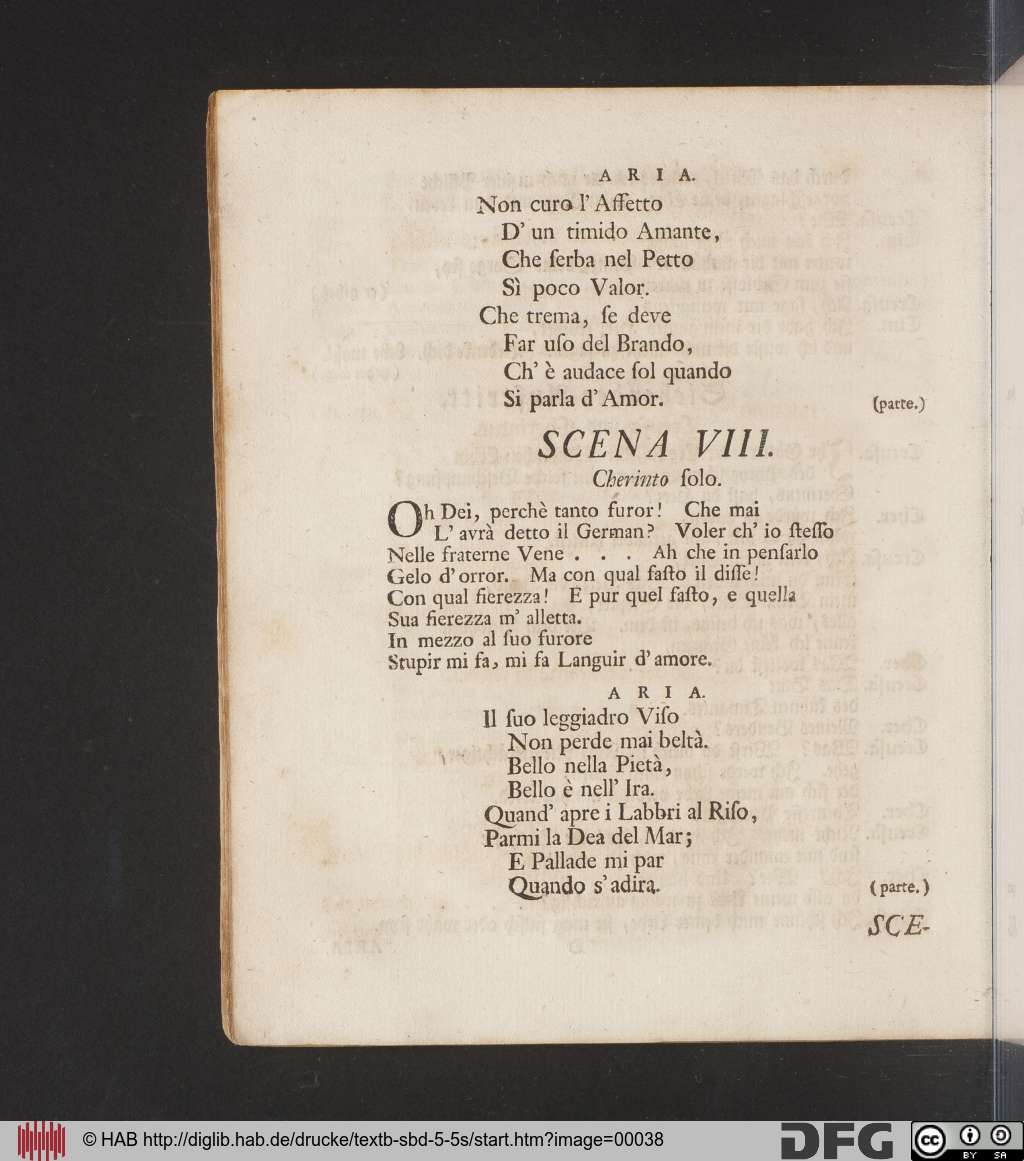 A R I A.
Non curo l' Affetto
D' un timido Amante,
Che ſerba nel Petto
Sì poco Valor.
Che trema, ſe deve
Far uſo del Brando,
Ch' è audace ſol quando
Si parla d' Amor. (parte.)
SCENA VIII.
Cherinto ſolo.
Oh Dei, perchè tanto furor! Che mai
L' avrà detto il German? Voler ch' io ſteſſo
Nelle fraterne Vene . . . Ah che in penſarlo
Gelo d' orror. Ma con qual faſto il diſſe!
Con qual fierezza! E pur quel faſto, e quella
Sua fierezza m' alletta.
In mezzo al ſuo furore
Stupir mi fa, mi fa Languir d' amore.
A R I A.
Il ſuo leggiadro Viſo
Non perde mai beltà.
Bello nella Pietà,
Bello è nell' Ira.
Quand' apre i Labbri al Riſo,
Parmi la Dea del Mar;
E Pallade mi par
Quando s' adira. (parte.)
SCE-
© HAB http://diglib.hab.de/drucke/textb-sbd-5-5s/start.htm?image=00038
DFG
cc BY SA